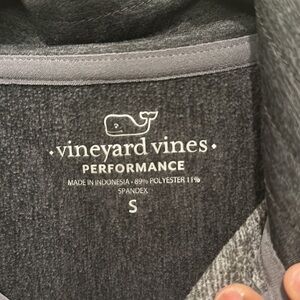 ·vineyard vines·
PERFORMANCE
MADE IN INDONESIA · 89% POLYESTER 11%
SPANDEX
S